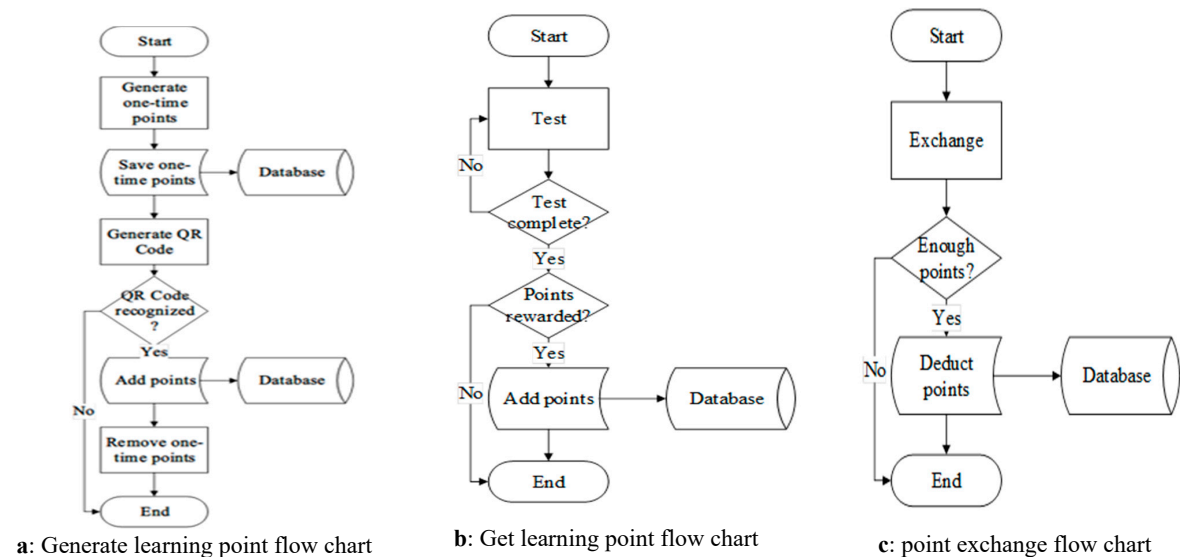 Start
Generate
one-time
points
Save one-
time points
Database
Generate QR
Code
QR Code
recognized
?
Yes
Add points
Database
No
Remove one-
time points
End
a: Generate learning point flow chart
Start
Test
No
Test
complete?
Yes
Points
rewarded?
Yes
No
Add points
Database
End
b: Get learning point flow chart
Start
Exchange
Enough
points?
Yes
No
Deduct
points
Database
End
c: point exchange flow chart